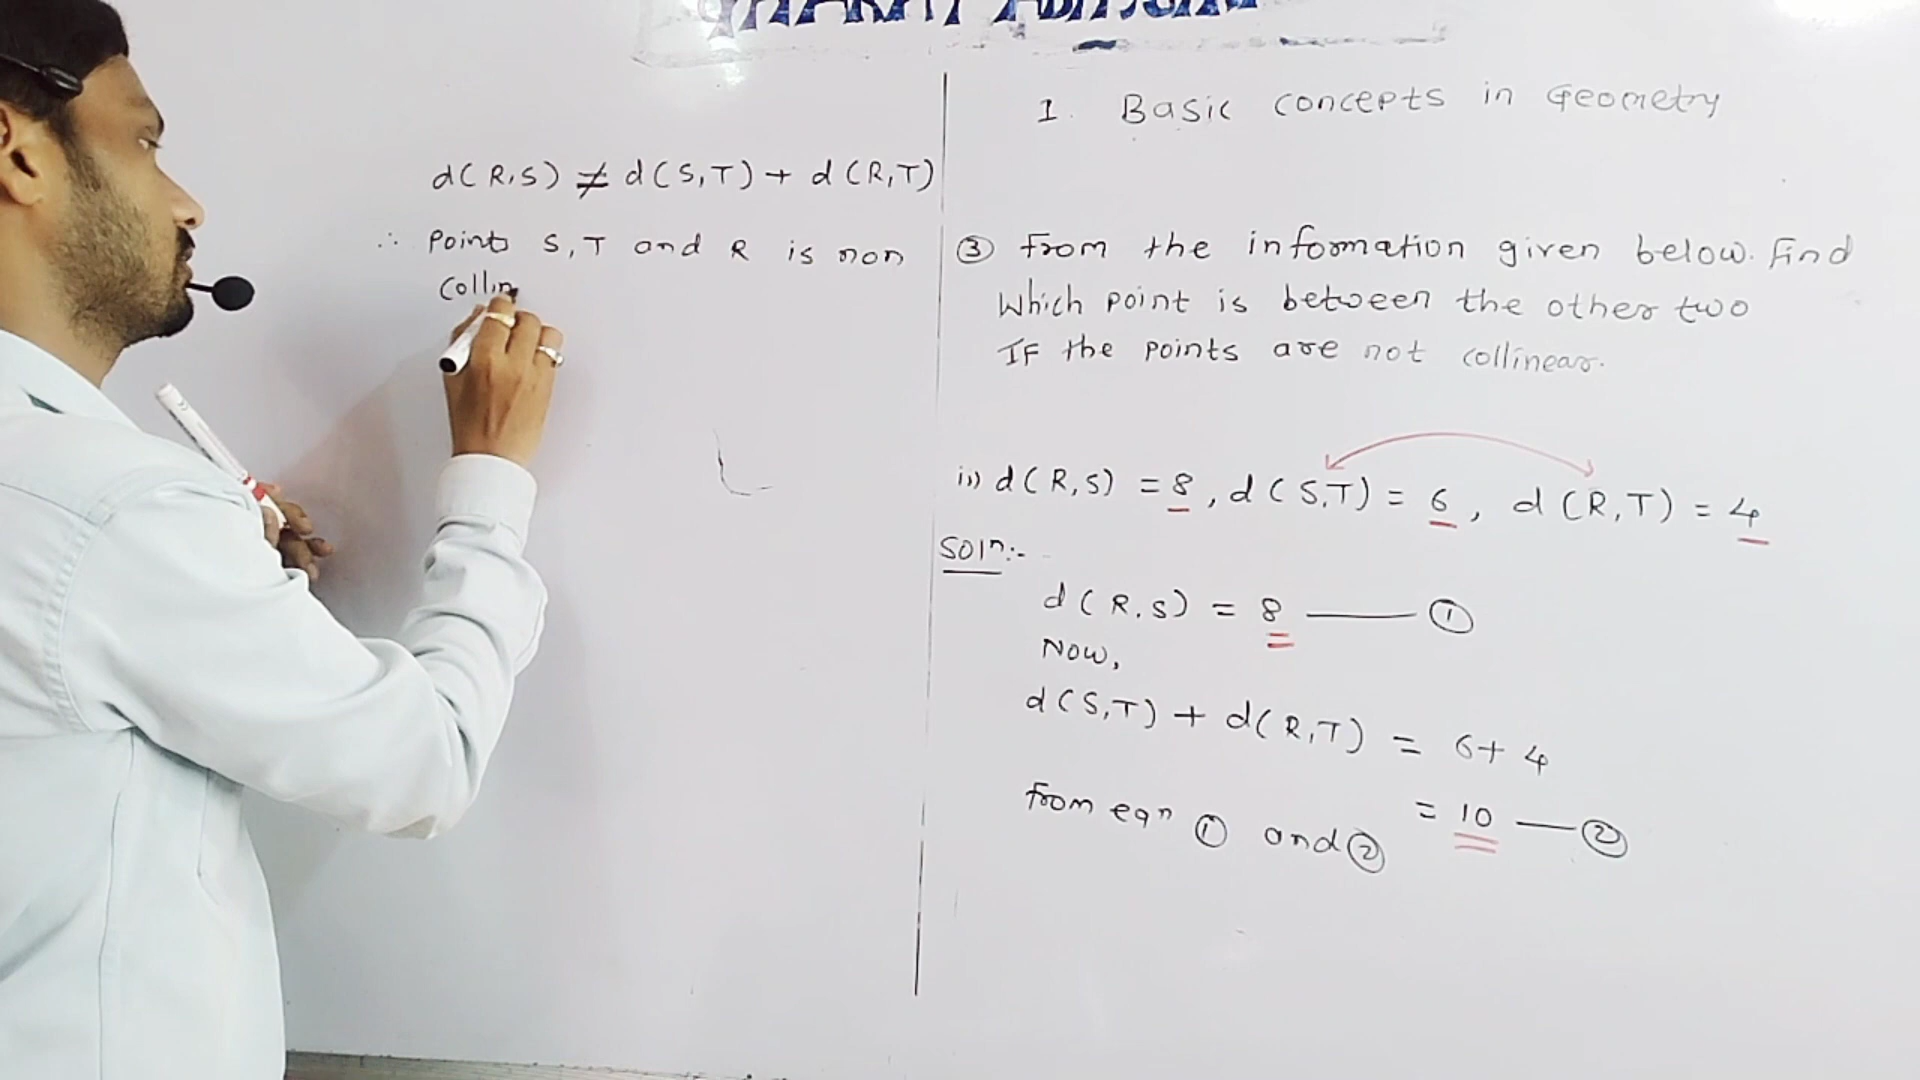 1. Basic concepts in Geometry
③ From the information given below. Find
Which point is between the other two
IF the points are not collinear.
ii) d(R,S) = 8, d(S,T) = 6, d(R,T) = 4
Solⁿ:-
d(R,S) = 8 —— ①
Now,
d(S,T) + d(R,T) = 6+4
= 10 — ②
From eqⁿ ① and ②
d(R,S) ≠ d(S,T) + d(R,T)
∴ Points S,T and R is non
Collin